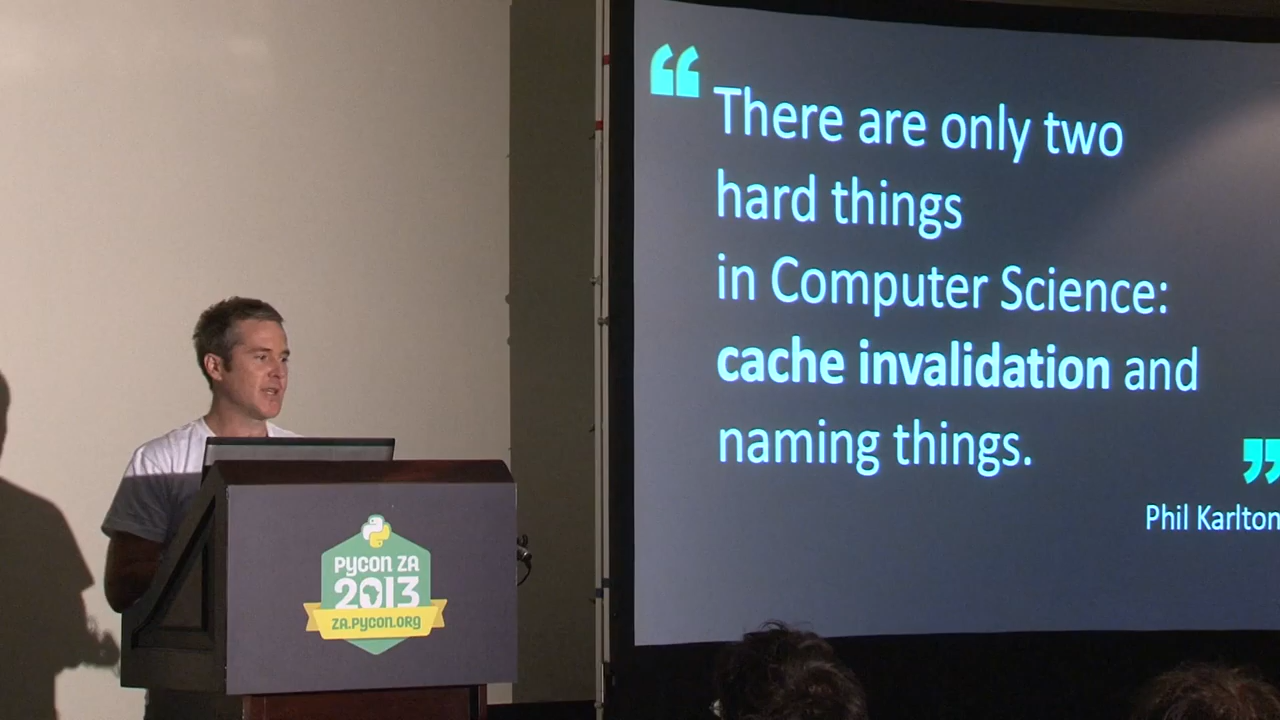 “ There are only two
hard things
in Computer Science:
cache invalidation and
naming things. ”
Phil Karlton
PYCON ZA
2013
ZA.PYCON.ORG